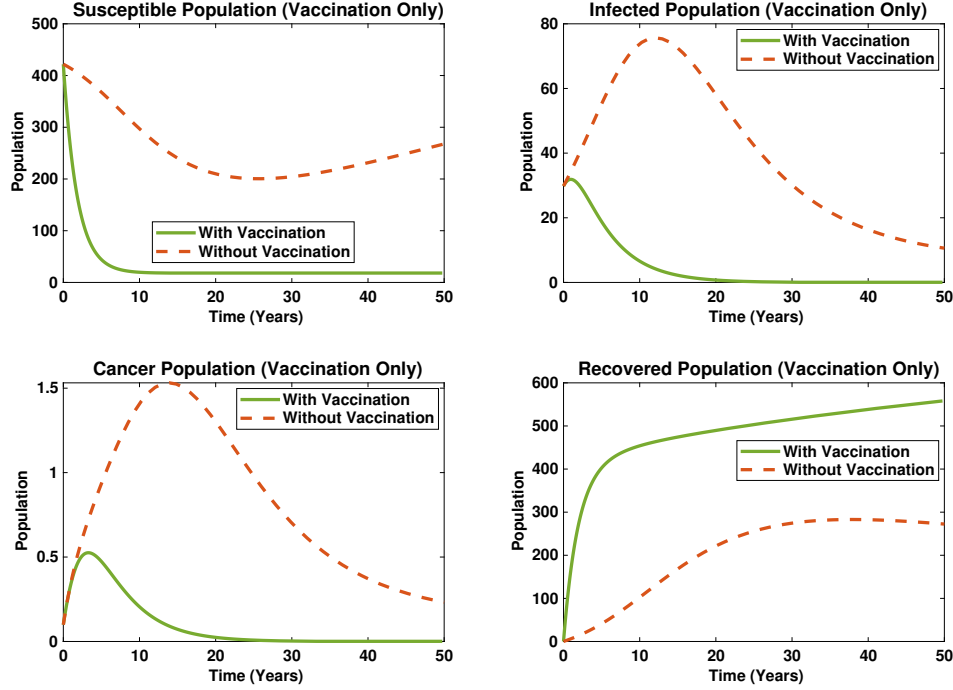 Susceptible Population (Vaccination Only)
500
400
300
200
100
0
Population
With Vaccination
Without Vaccination
0 10 20 30 40 50
Time (Years)
Infected Population (Vaccination Only)
80
60
40
20
0
Population
With Vaccination
Without Vaccination
0 10 20 30 40 50
Time (Years)
Cancer Population (Vaccination Only)
1.5
1
0.5
0
Population
With Vaccination
Without Vaccination
0 10 20 30 40 50
Time (Years)
Recovered Population (Vaccination Only)
600
500
400
300
200
100
0
Population
With Vaccination
Without Vaccination
0 10 20 30 40 50
Time (Years)